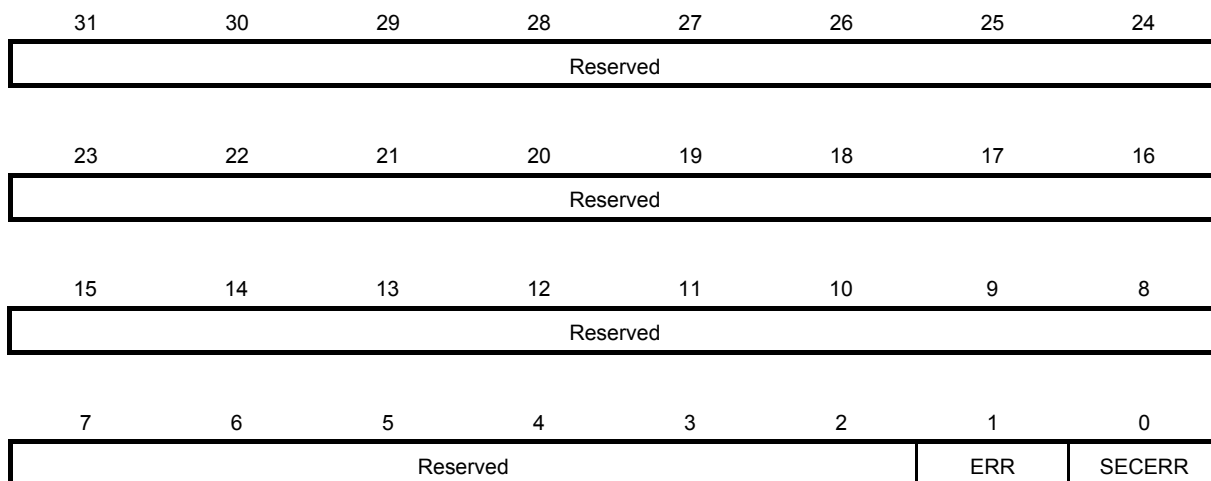 31 30 29 28 27 26 25 24
Reserved
23 22 21 20 19 18 17 16
Reserved
15 14 13 12 11 10 9 8
Reserved
7 6 5 4 3 2 1 0
Reserved ERR SECERR